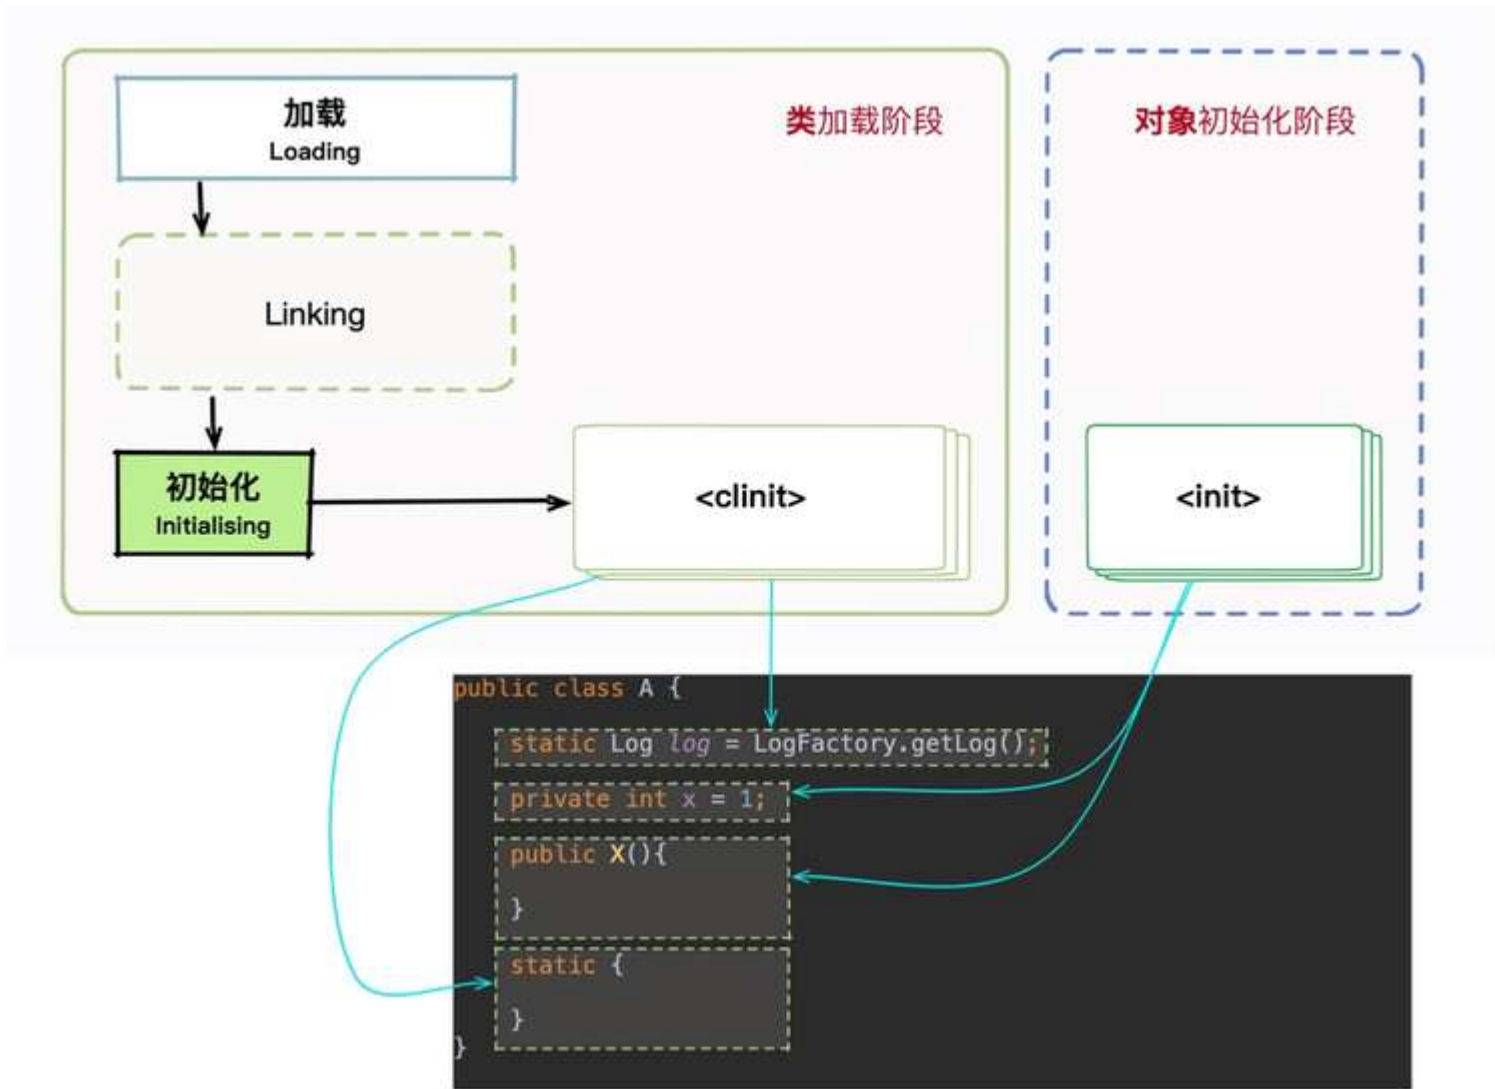 加载
Loading
类加载阶段
对象初始化阶段
Linking
初始化
Initialising
<clinit>
<init>
public class A {
static Log log = LogFactory.getLog();
private int x = 1;
public X(){
}
static {
}
}